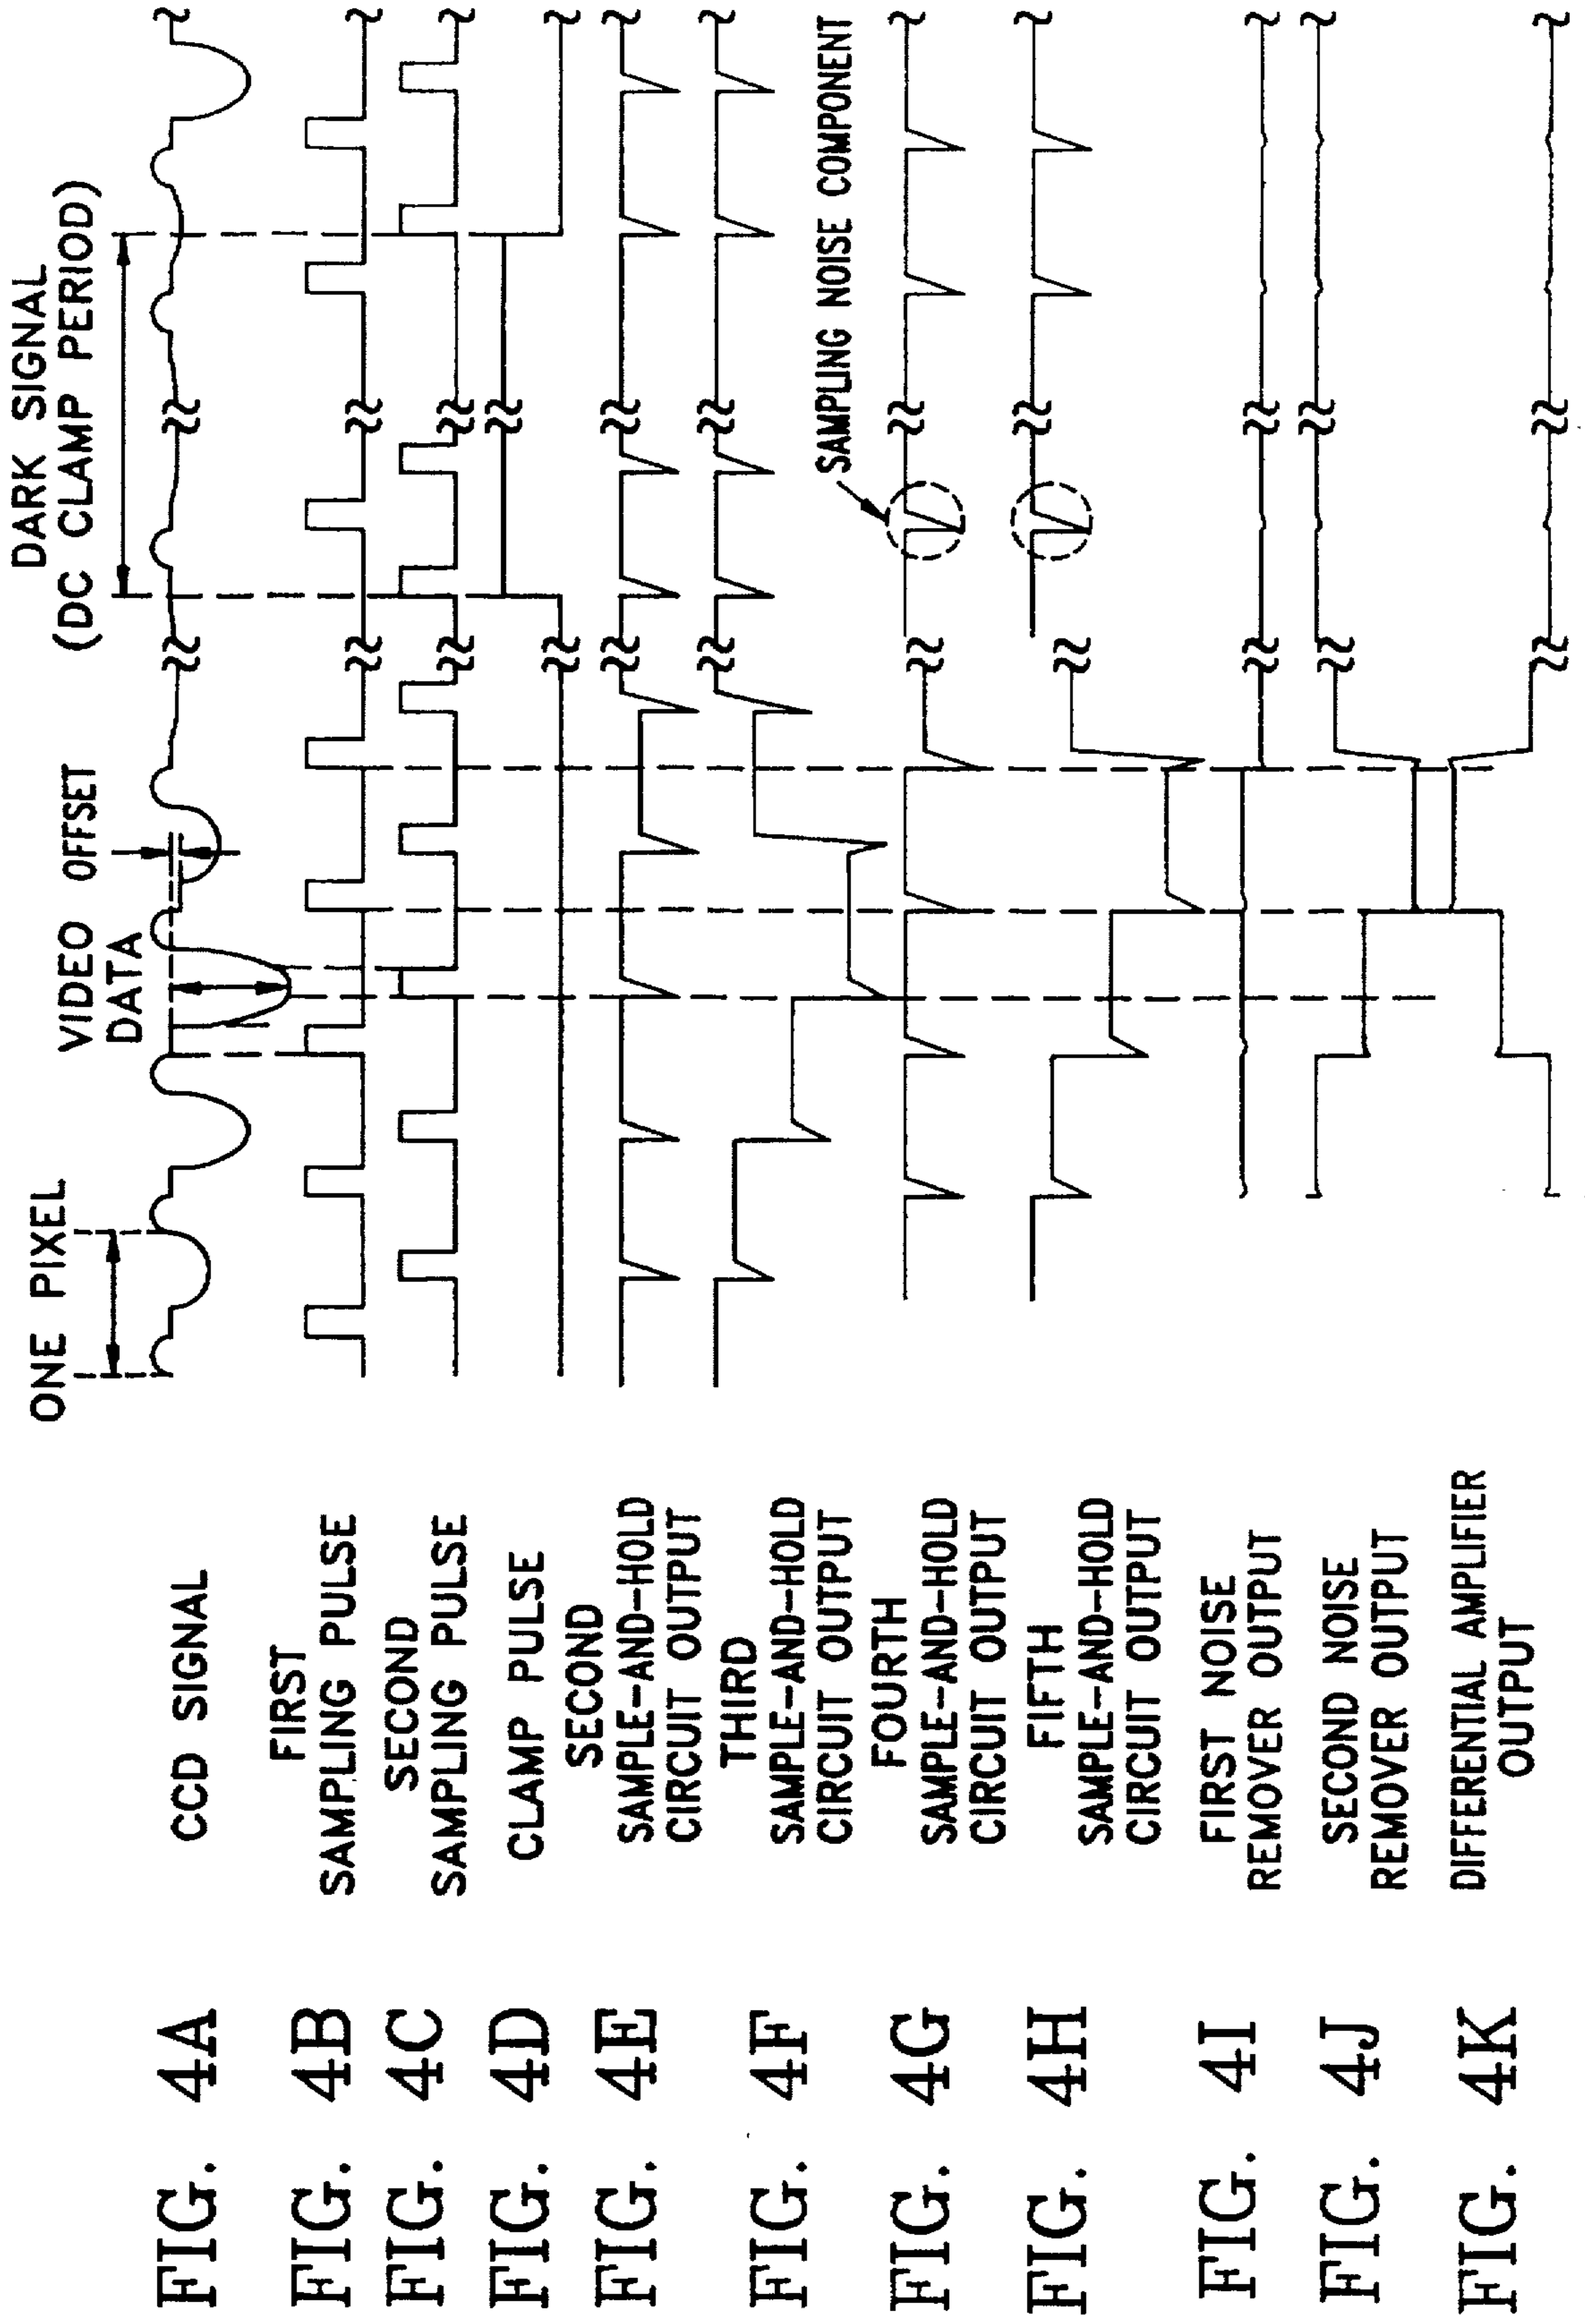 ONE PIXEL
VIDEO
DATA
OFFSET
DARK SIGNAL
(DC CLAMP PERIOD)
FIG. 4A
CCD SIGNAL
FIG. 4B
FIRST
SAMPLING PULSE
FIG. 4C
SECOND
SAMPLING PULSE
FIG. 4D
CLAMP PULSE
FIG. 4E
SECOND
SAMPLE-AND-HOLD
CIRCUIT OUTPUT
FIG. 4F
THIRD
SAMPLE-AND-HOLD
CIRCUIT OUTPUT
SAMPLING NOISE COMPONENT
FIG. 4G
FOURTH
SAMPLE-AND-HOLD
CIRCUIT OUTPUT
FIG. 4H
FIFTH
SAMPLE-AND-HOLD
CIRCUIT OUTPUT
FIG. 4I
FIRST NOISE
REMOVER OUTPUT
FIG. 4J
SECOND NOISE
REMOVER OUTPUT
FIG. 4K
DIFFERENTIAL AMPLIFIER
OUTPUT